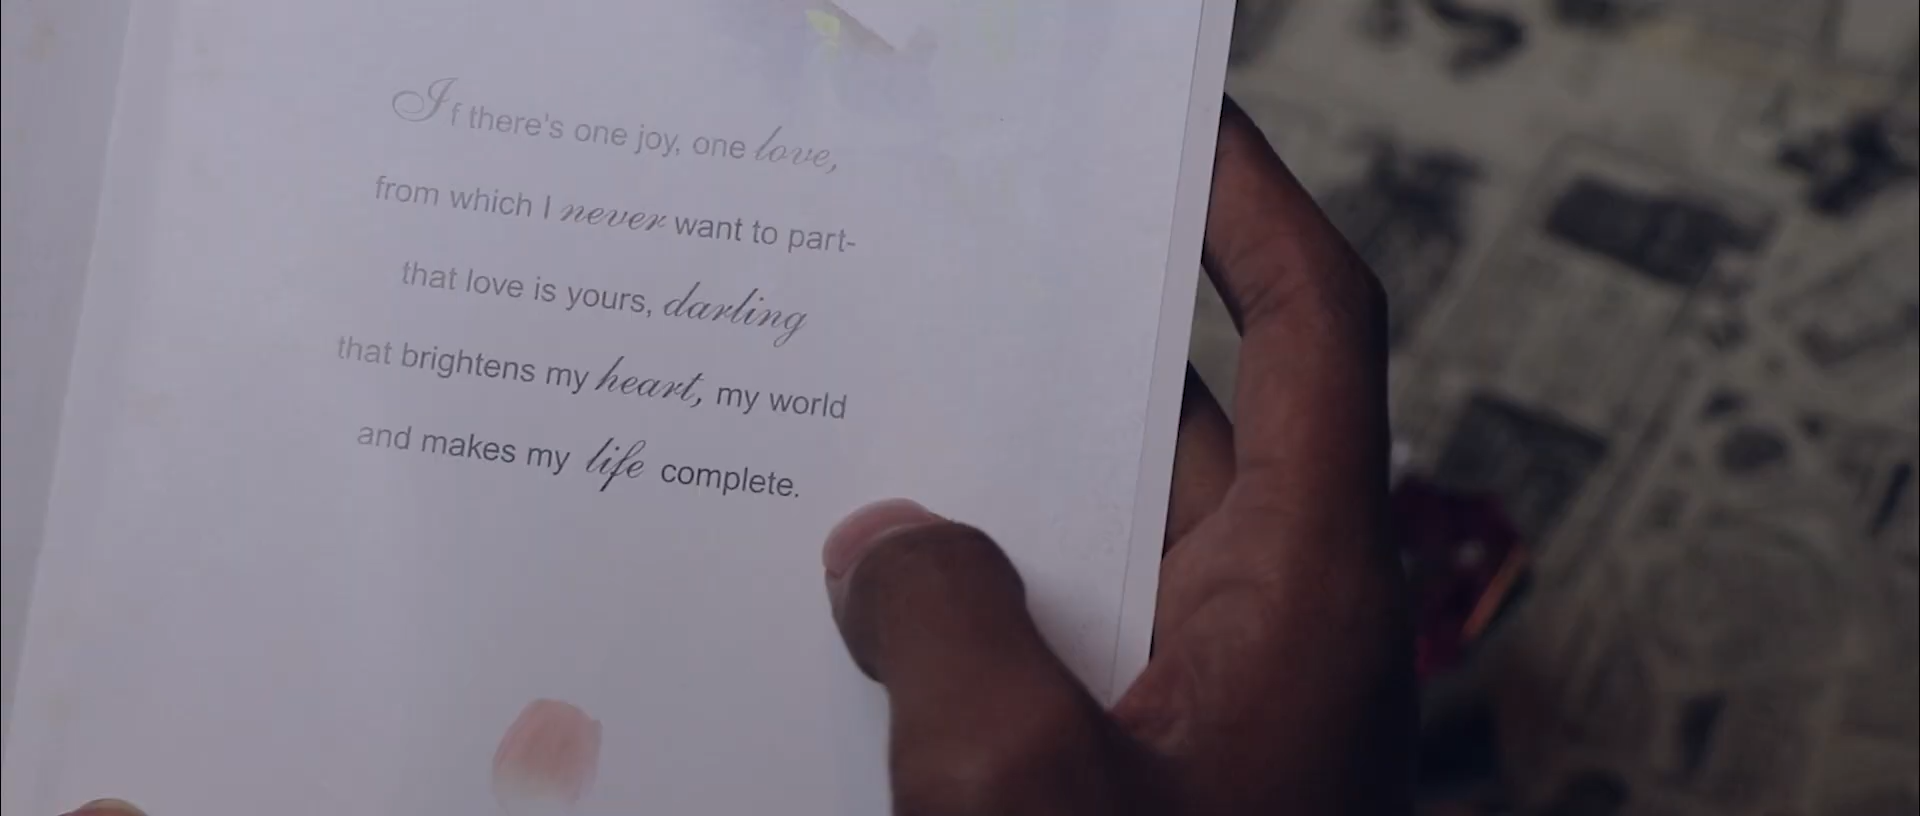 If there's one joy, one love,
from which I never want to part-
that love is yours, darling
that brightens my heart, my world
and makes my life complete.